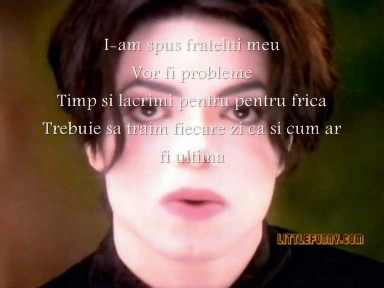 I-am spus fratelui meu
Vor fi probleme
Timp si lacrimi pentru pentru frica
Trebuie sa traim fiecare zi ca si cum ar
fi ultima
LITTLEFUNNY.COM